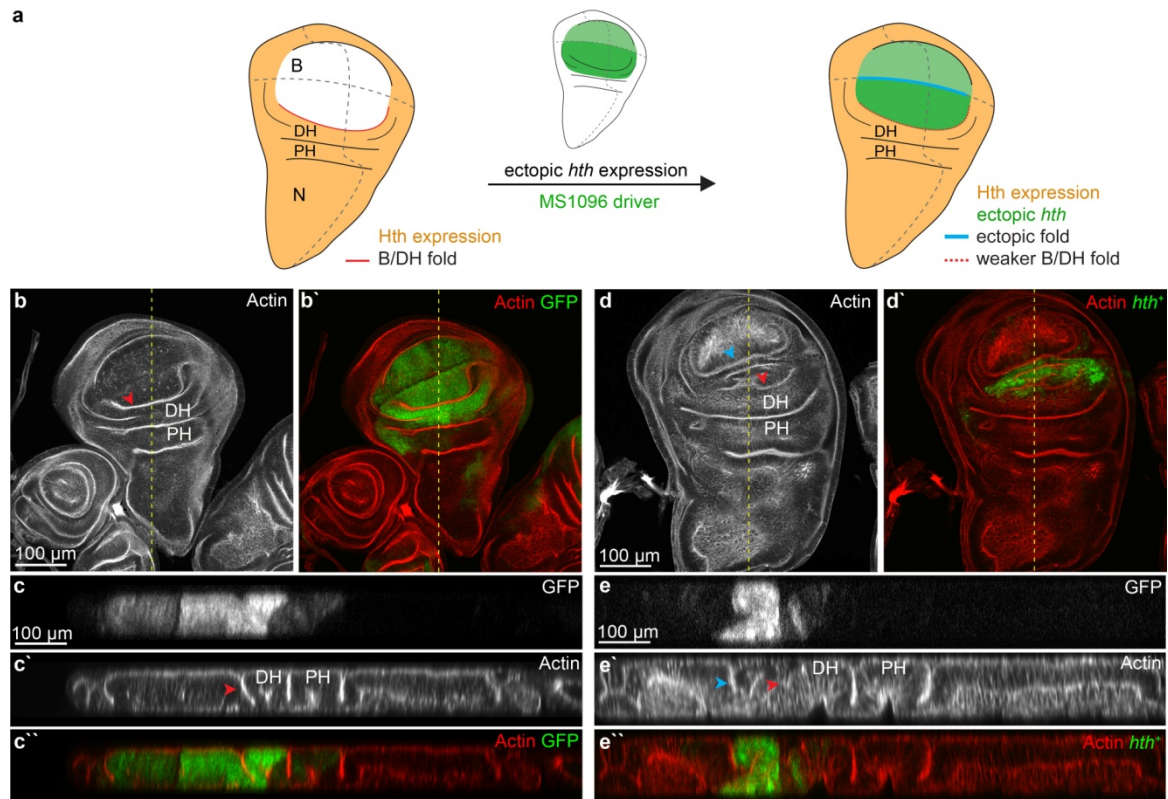 a
B
DH
PH
N
Hth expression
B/DH fold
ectopic hth expression
MS1096 driver
DH
PH
Hth expression
ectopic hth
ectopic fold
weaker B/DH fold
b
Actin
DH
PH
100 µm
b`
Actin GFP
d
Actin
DH
PH
100 µm
d`
Actin hth⁺
c
GFP
100 µm
c`
Actin
DH
PH
c``
Actin GFP
e
GFP
100 µm
e`
Actin
DH
PH
e``
Actin hth⁺